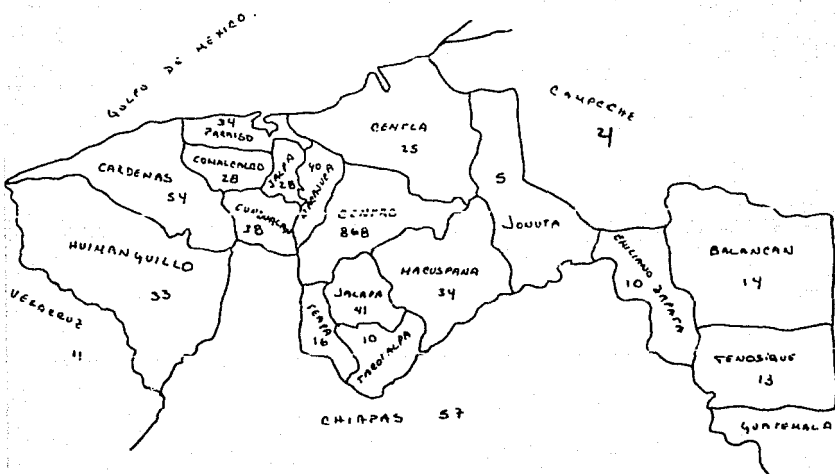 GOLFO DE MEXICO.
CAMPECHE
21
34
PARAISO
CENTLA
25
COMALCALCO
28
JALPA
28
40
NACAJUCA
CARDENAS
54
5
JONUTA
CUNDUACAN
38
CENTRO
868
HUIMANGUILLO
33
MACUSPANA
34
JALAPA
41
EMILIANO ZAPATA
10
BALANCAN
14
VERACRUZ
11
TEAPA
16
10
TACOTALPA
TENOSIQUE
13
CHIAPAS 57
GUATEMALA